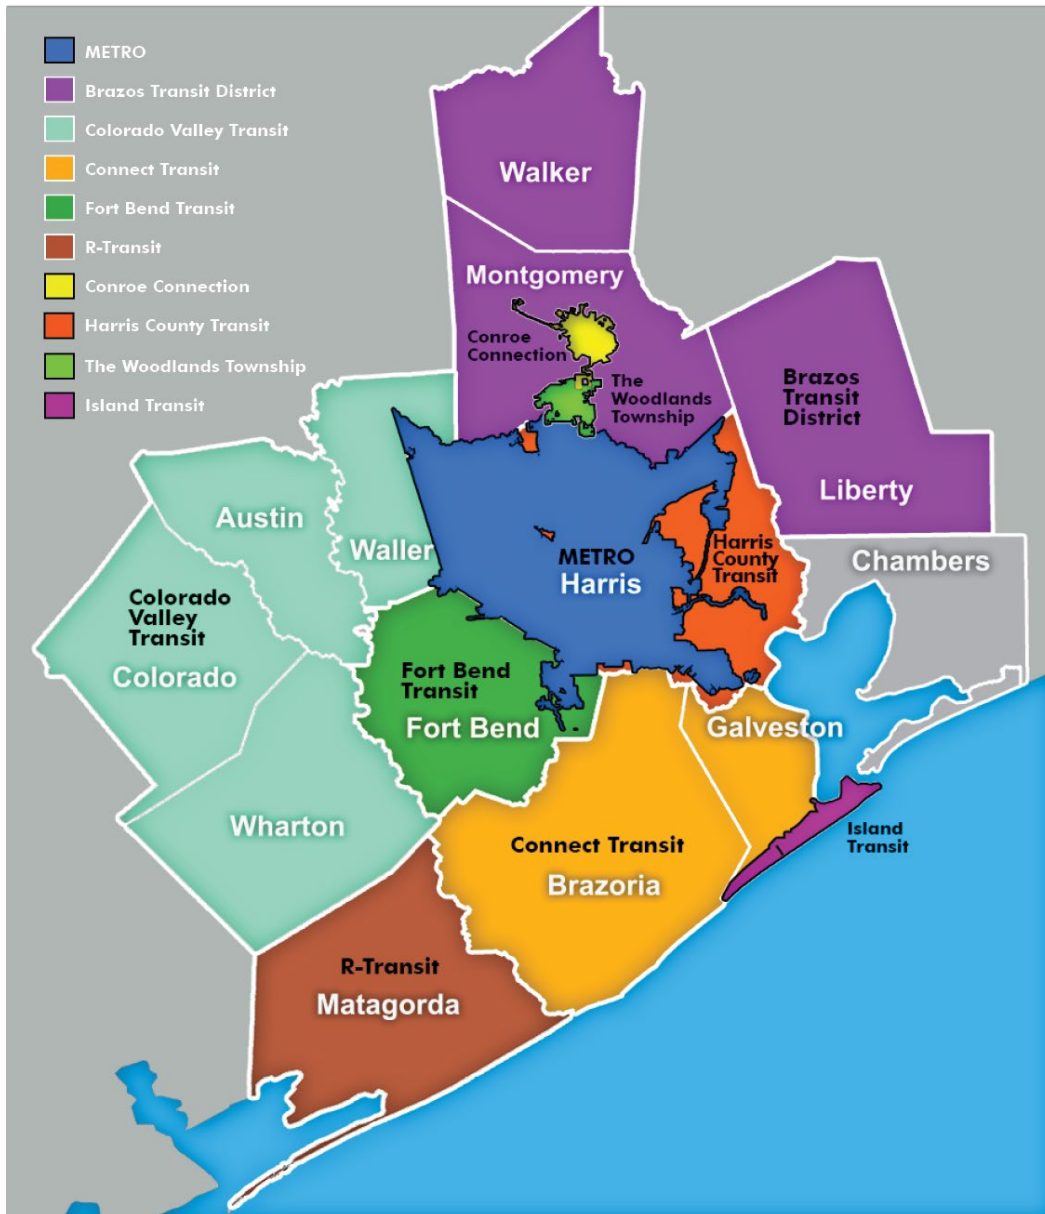 METRO
Brazos Transit District
Colorado Valley Transit
Connect Transit
Fort Bend Transit
R-Transit
Conroe Connection
Harris County Transit
The Woodlands Township
Island Transit
Walker
Montgomery
Conroe
Connection
The
Woodlands
Township
Brazos
Transit
District
Liberty
Austin
Waller
METRO
Harris
Harris
County
Transit
Chambers
Colorado
Valley
Transit
Colorado
Fort Bend
Transit
Fort Bend
Galveston
Wharton
Connect Transit
Brazoria
Island
Transit
R-Transit
Matagorda